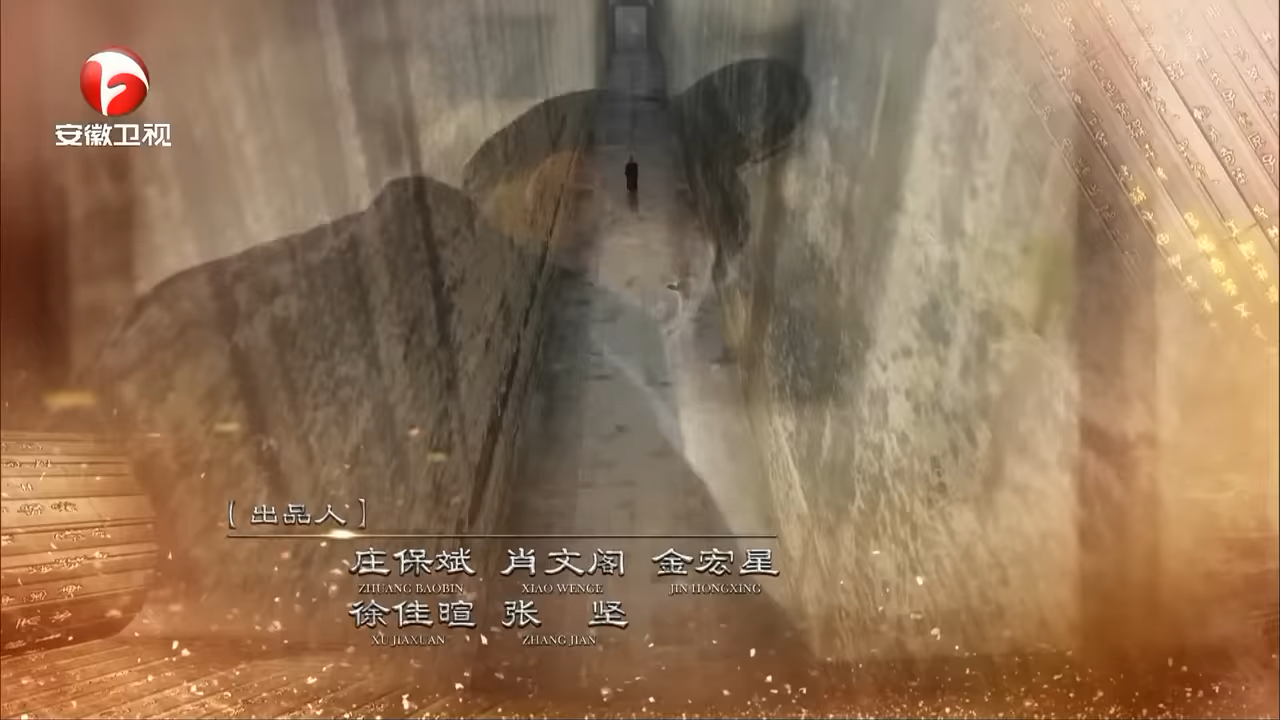 安徽卫视
[ 出品人 ]
庄保斌 肖文阁 金宏星
ZHUANG BAOBIN XIAO WENGE JIN HONGXING
徐佳暄 张 坚
XU JIAXUAN ZHANG JIAN